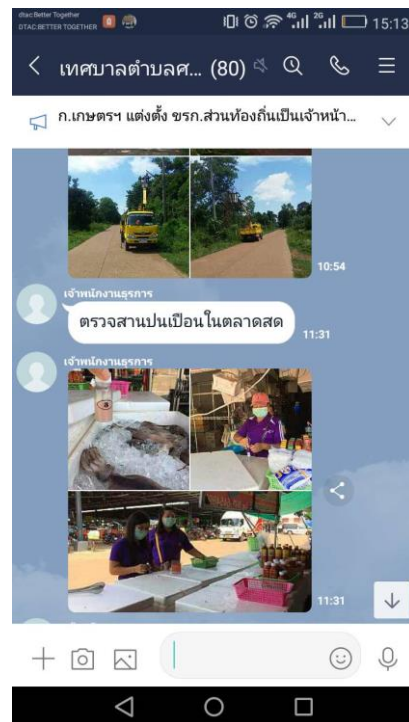 dtac Better Together
DTAC BETTER TOGETHER
4G
2G
15:13
เทศบาลตำบลศ... (80)
ก.เกษตรฯ แต่งตั้ง ขรก.ส่วนท้องถิ่นเป็นเจ้าหน้า...
10:54
เจ้าพนักงานธุรการ
ตรวจสานปนเปือนในตลาดสด
11:31
เจ้าพนักงานธุรการ
11:31